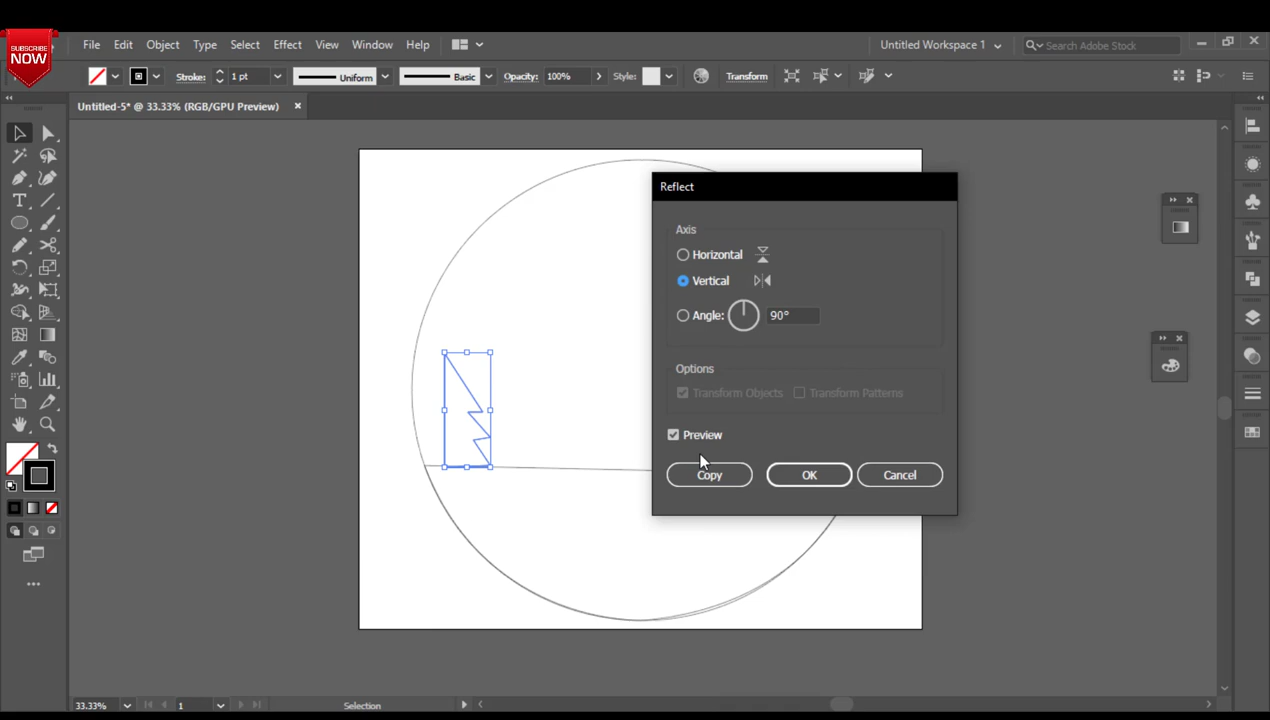 SUBSCRIBE
NOW
File Edit Object Type Select Effect View Window Help
Untitled Workspace 1
Search Adobe Stock
Stroke: 1 pt Uniform Basic Opacity: 100% Style: Transform
Untitled-5* @ 33.33% (RGB/GPU Preview)
Reflect
Axis
Horizontal
Vertical
Angle: 90°
Options
Transform Objects Transform Patterns
Preview
Copy OK Cancel
33.33% 1 Selection